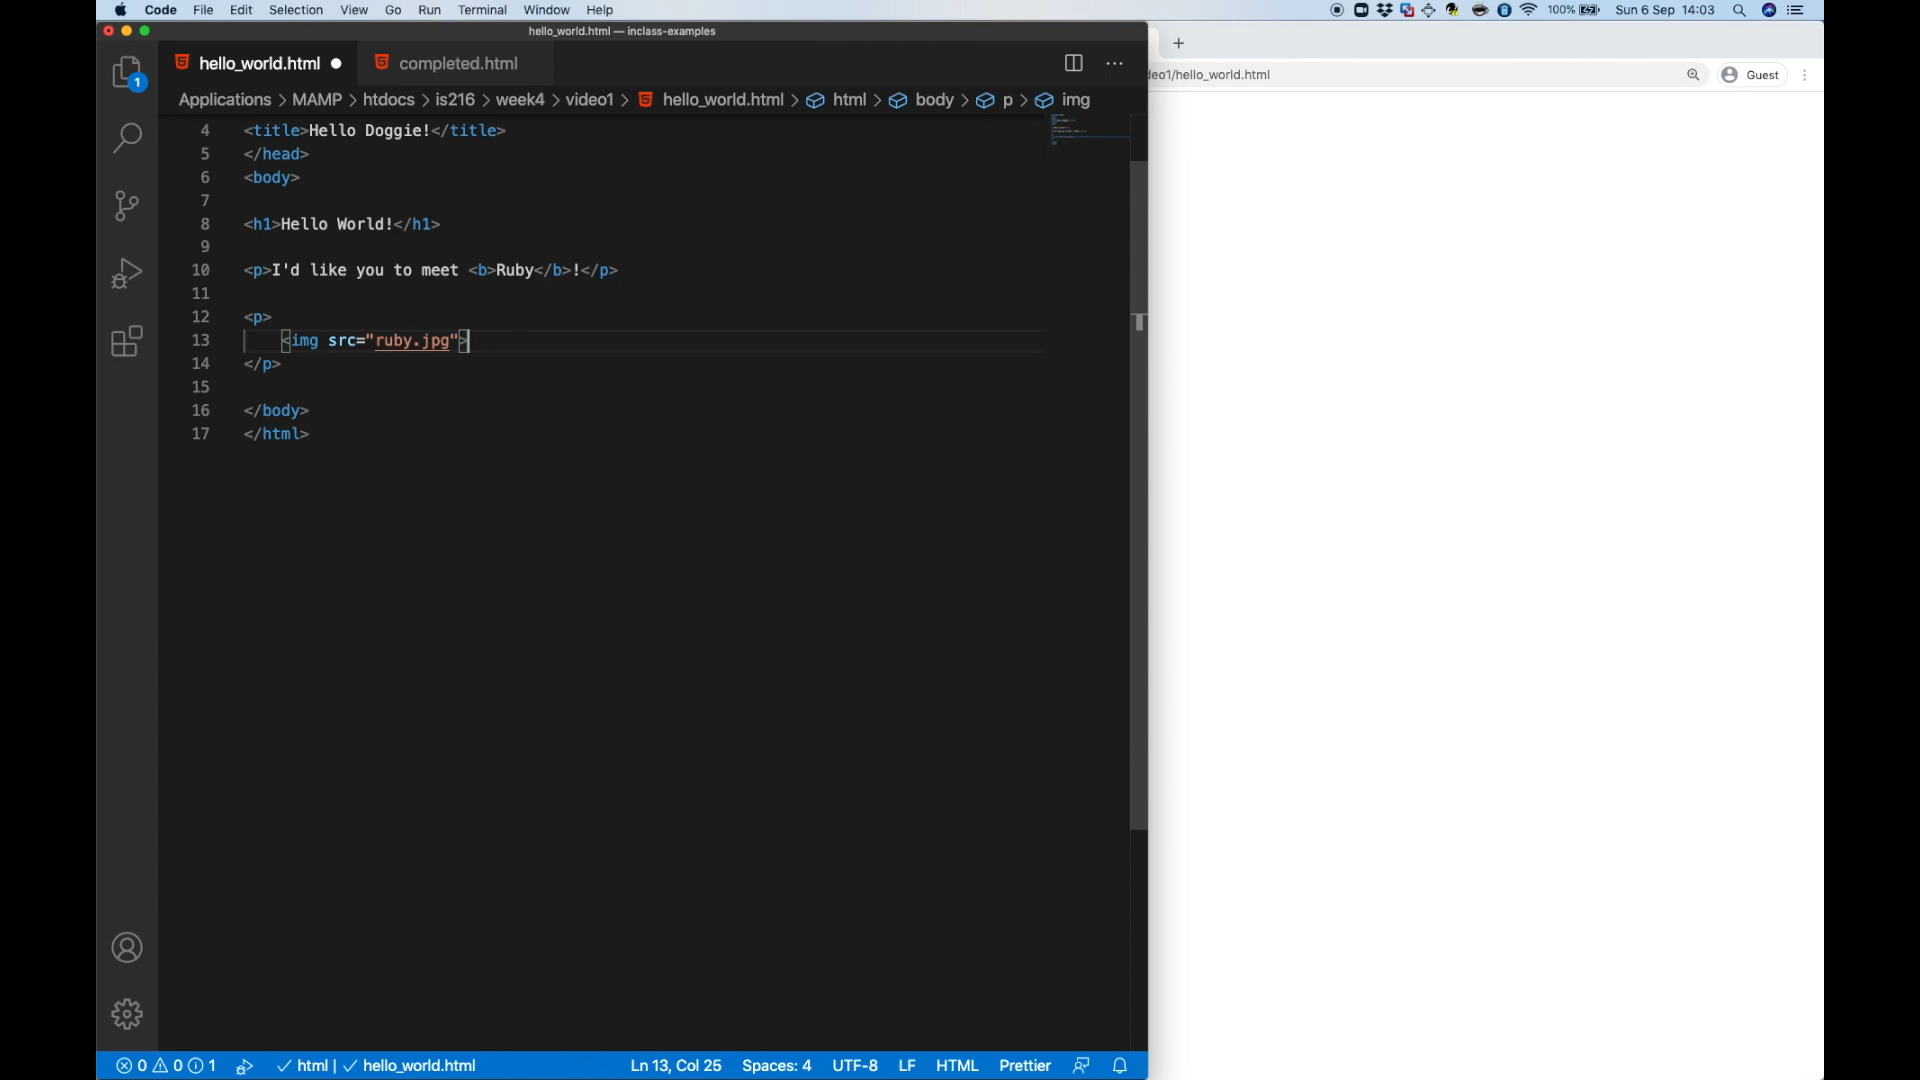 Code File Edit Selection View Go Run Terminal Window Help 100% Sun 6 Sep 14:03
hello_world.html — inclass-examples
hello_world.html completed.html
eo1/hello_world.html Guest
1
Applications > MAMP > htdocs > is216 > week4 > video1 > hello_world.html > html > body > p > img
4 <title>Hello Doggie!</title>
5 </head>
6 <body>
7
8 <h1>Hello World!</h1>
9
10 <p>I'd like you to meet <b>Ruby</b>!</p>
11
12 <p>
13 <img src="ruby.jpg">
14 </p>
15
16 </body>
17 </html>
0 0 1 html | hello_world.html Ln 13, Col 25 Spaces: 4 UTF-8 LF HTML Prettier